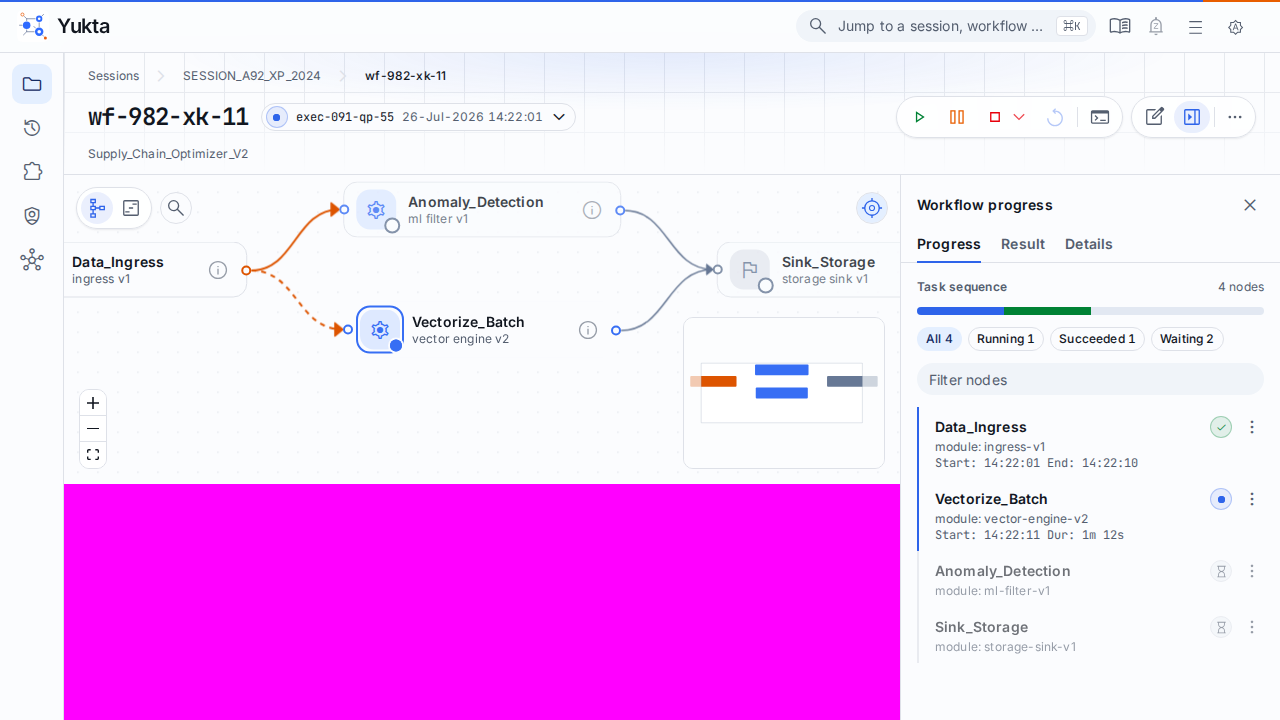 Yukta
Jump to a session, workflow ...
⌘K
Sessions
SESSION_A92_XP_2024
wf-982-xk-11
wf-982-xk-11
exec-091-qp-55 26-Jul-2026 14:22:01
Supply_Chain_Optimizer_V2
Anomaly_Detection
ml filter v1
Data_Ingress
ingress v1
Sink_Storage
storage sink v1
Vectorize_Batch
vector engine v2
Workflow progress
Progress
Result
Details
Task sequence
4 nodes
All 4
Running 1
Succeeded 1
Waiting 2
Filter nodes
Data_Ingress
module: ingress-v1
Start: 14:22:01 End: 14:22:10
Vectorize_Batch
module: vector-engine-v2
Start: 14:22:11 Dur: 1m 12s
Anomaly_Detection
module: ml-filter-v1
Sink_Storage
module: storage-sink-v1